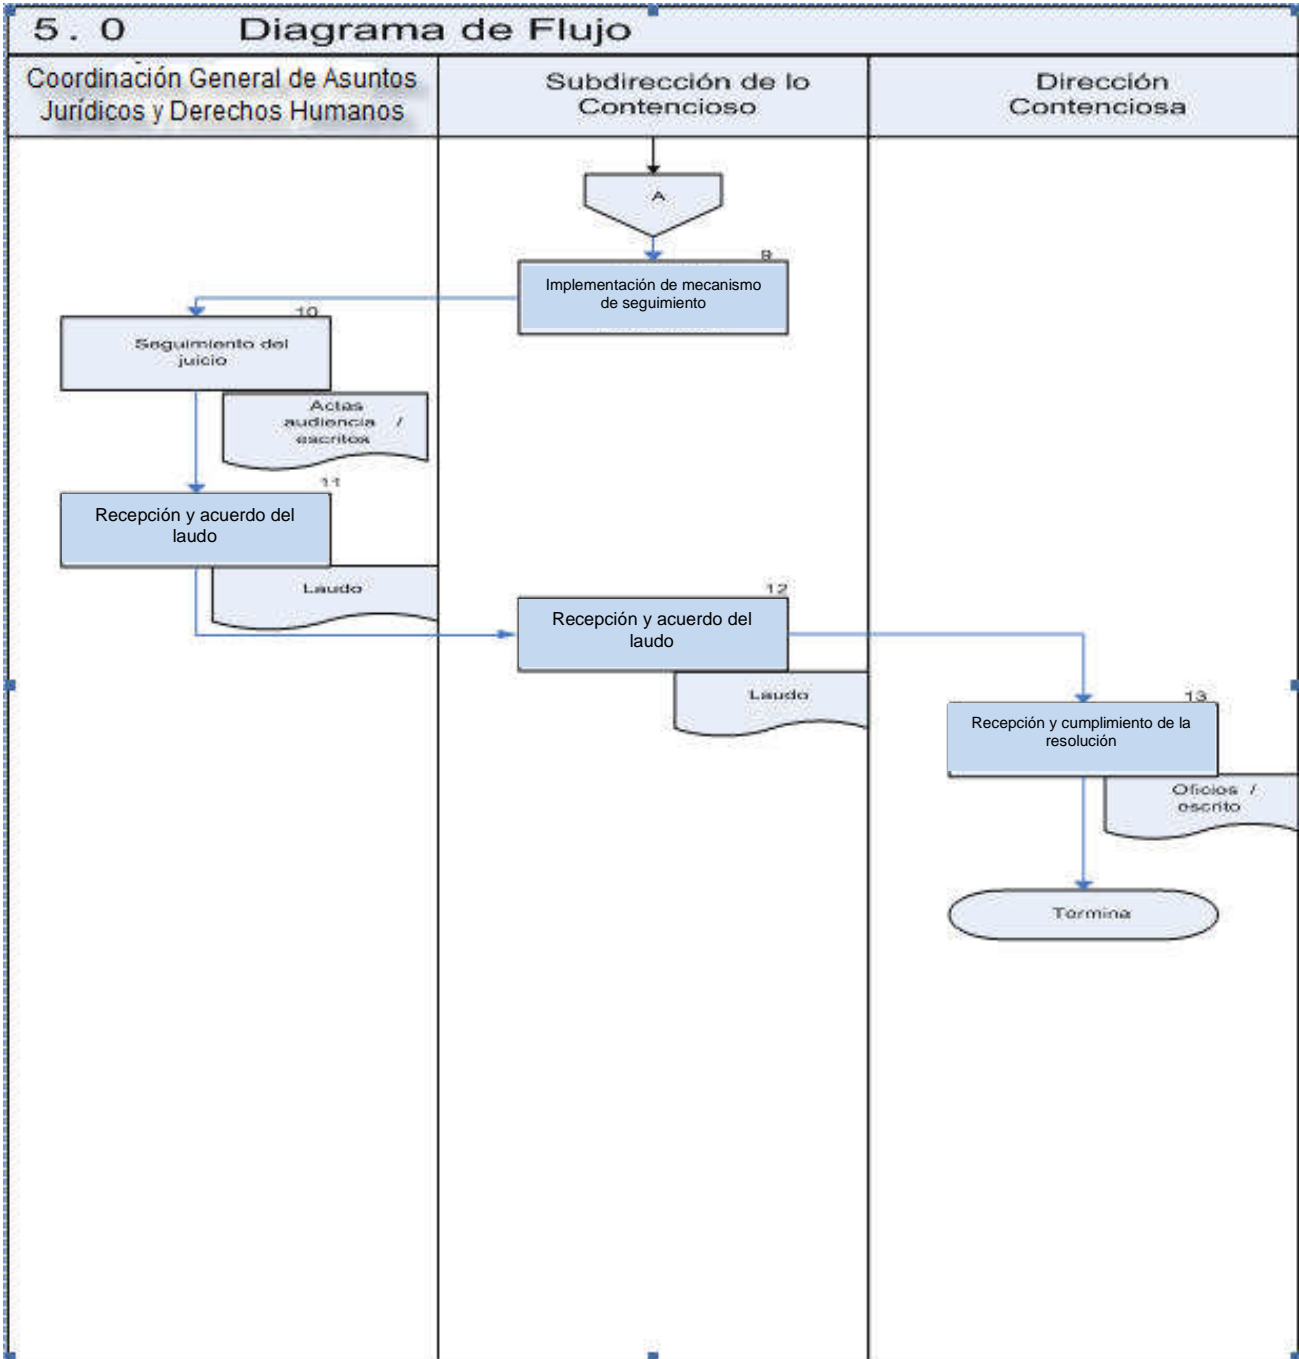 5.0 Diagrama de Flujo
Coordinación General de Asuntos
Jurídicos y Derechos Humanos
Subdirección de lo
Contencioso
Dirección
Contenciosa
A
9
Implementación de mecanismo
de seguimiento
10
Seguimiento del
juicio
Actas
audiencia /
escritos
11
Recepción y acuerdo del
laudo
Laudo
12
Recepción y acuerdo del
laudo
Laudo
13
Recepción y cumplimiento de la
resolución
Oficios /
escrito
Termina